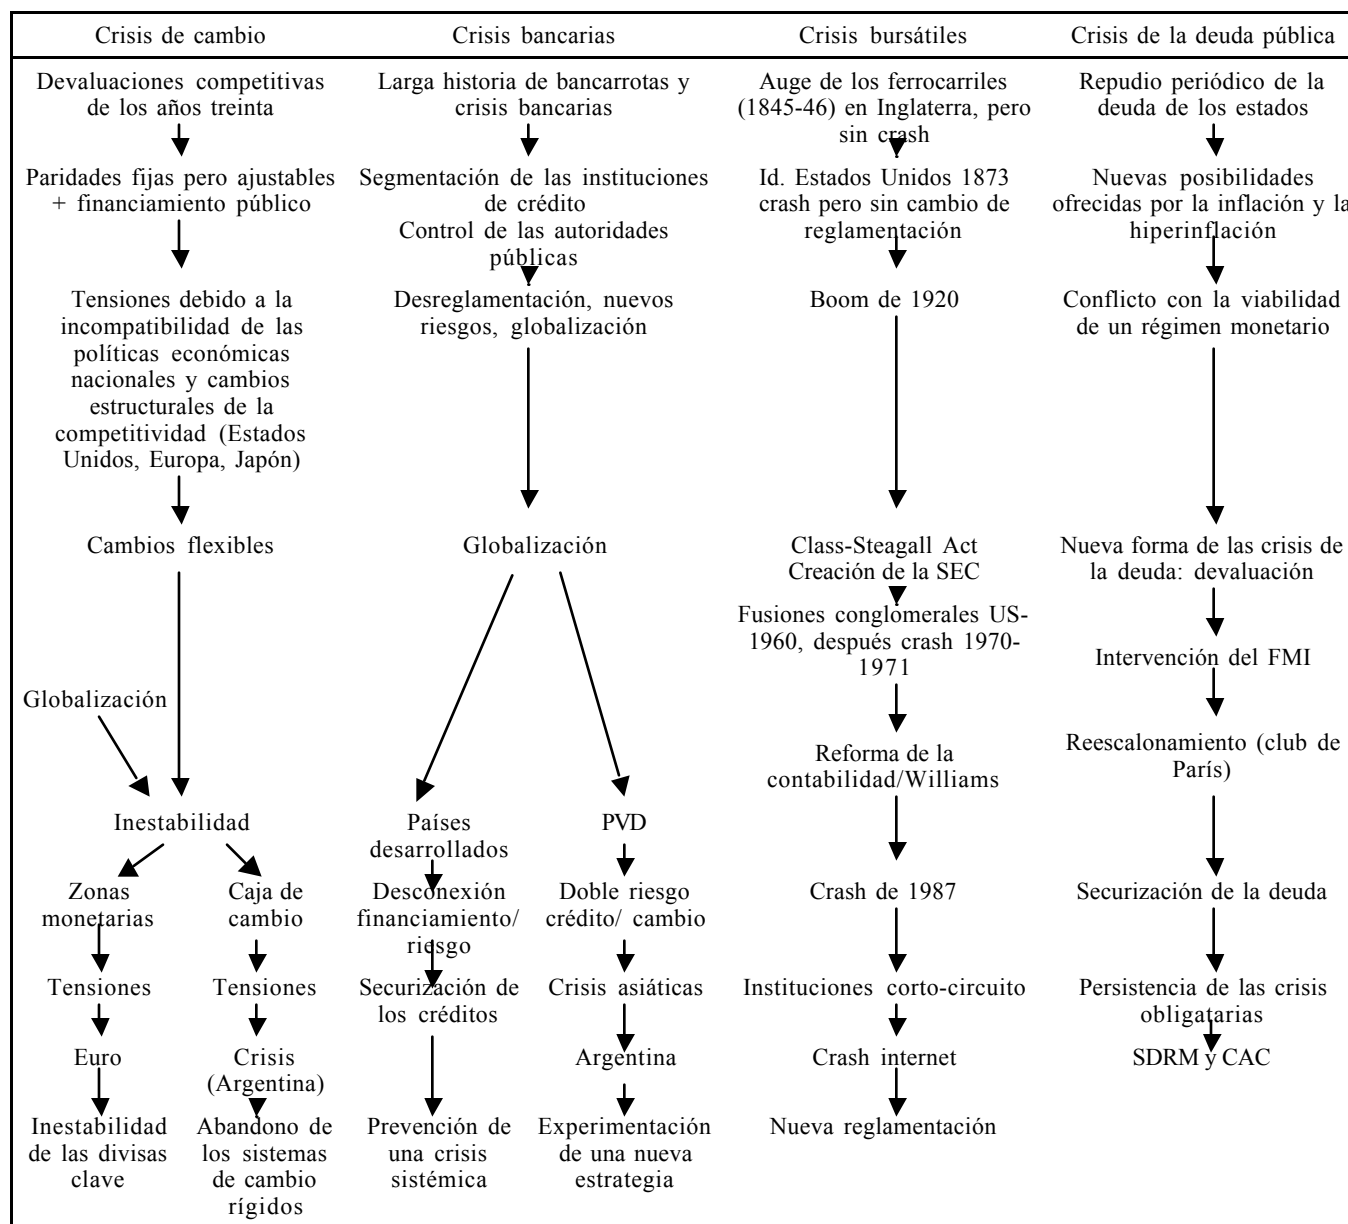 Crisis de cambio
Devaluaciones competitivas
de los años treinta
Paridades fijas pero ajustables
+ financiamiento público
Tensiones debido a la
incompatibilidad de las
políticas económicas
nacionales y cambios
estructurales de la
competitividad (Estados
Unidos, Europa, Japón)
Cambios flexibles
Globalización
Inestabilidad
Zonas
monetarias
Tensiones
Euro
Inestabilidad
de las divisas
clave
Caja de
cambio
Tensiones
Crisis
(Argentina)
Abandono de
los sistemas
de cambio
rígidos
Crisis bancarias
Larga historia de bancarrotas y
crisis bancarias
Segmentación de las instituciones
de crédito
Control de las autoridades
públicas
Desreglamentación, nuevos
riesgos, globalización
Globalización
Países
desarrollados
Desconexión
financiamiento/
riesgo
Securización de
los créditos
Prevención de
una crisis
sistémica
PVD
Doble riesgo
crédito/ cambio
Crisis asiáticas
Argentina
Experimentación
de una nueva
estrategia
Crisis bursátiles
Auge de los ferrocarriles
(1845-46) en Inglaterra, pero
sin crash
Id. Estados Unidos 1873
crash pero sin cambio de
reglamentación
Boom de 1920
Class-Steagall Act
Creación de la SEC
Fusiones conglomerales US-
1960, después crash 1970-
1971
Reforma de la
contabilidad/Williams
Crash de 1987
Instituciones corto-circuito
Crash internet
Nueva reglamentación
Crisis de la deuda pública
Repudio periódico de la
deuda de los estados
Nuevas posibilidades
ofrecidas por la inflación y la
hiperinflación
Conflicto con la viabilidad
de un régimen monetario
Nueva forma de las crisis de
la deuda: devaluación
Intervención del FMI
Reescalonamiento (club de
París)
Securización de la deuda
Persistencia de las crisis
obligatarias
SDRM y CAC